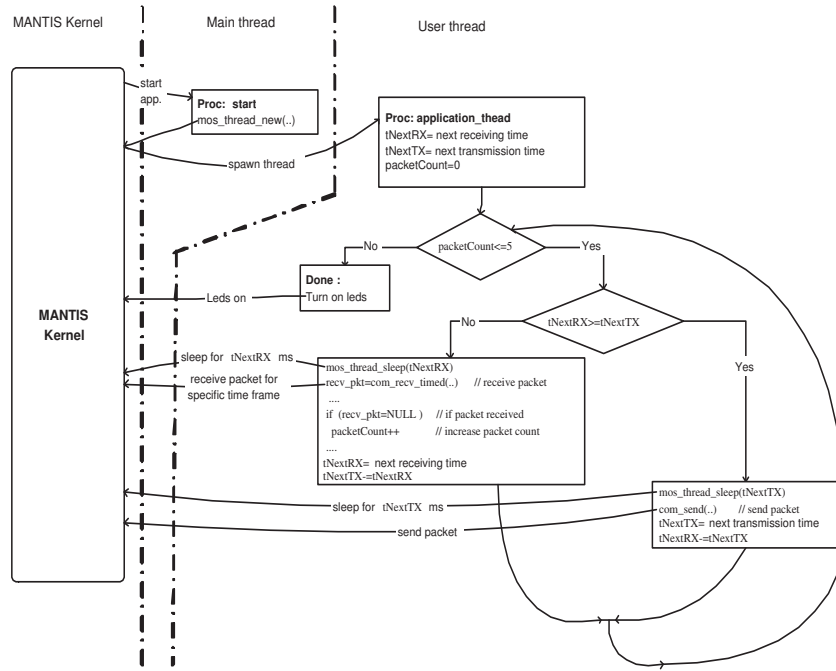 MANTIS Kernel
Main thread
User thread
start
app.
Proc: start
mos_thread_new(..)
spawn thread
Proc: application_thead
tNextRX= next receiving time
tNextTX= next transmission time
packetCount=0
packetCount<=5
No
Yes
Done :
Turn on leds
Leds on
MANTIS
Kernel
tNextRX>=tNextTX
No
Yes
sleep for tNextRX ms
receive packet for
specific time frame
mos_thread_sleep(tNextRX)
recv_pkt=com_recv_timed(..) // receive packet
....
if (recv_pkt=NULL ) // if packet received
packetCount++ // increase packet count
....
tNextRX= next receiving time
tNextTX-=tNextRX
sleep for tNextTX ms
send packet
mos_thread_sleep(tNextTX)
com_send(..) // send packet
tNextTX= next transmission time
tNextRX-=tNextTX